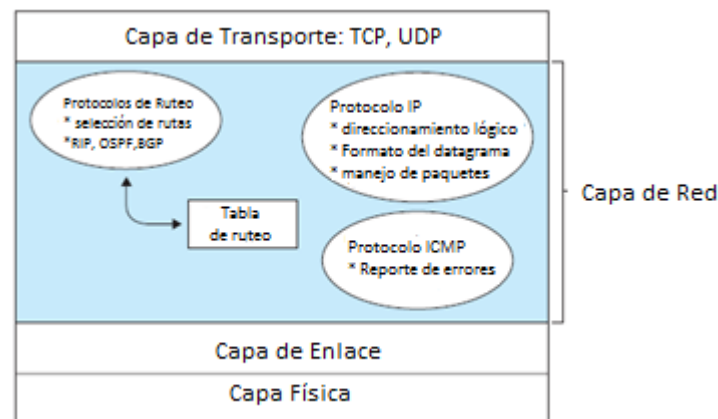 Capa de Transporte: TCP, UDP
Protocolos de Ruteo
* selección de rutas
*RIP, OSPF,BGP
Tabla
de ruteo
Protocolo IP
* direccionamiento lógico
* Formato del datagrama
* manejo de paquetes
Protocolo ICMP
* Reporte de errores
Capa de Red
Capa de Enlace
Capa Física